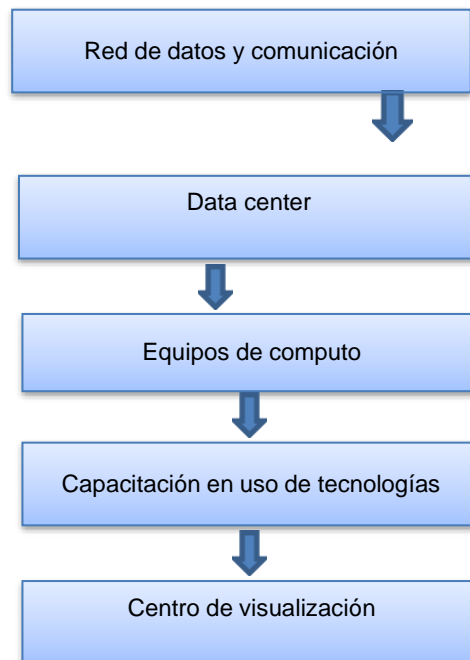 Red de datos y comunicación
Data center
Equipos de computo
Capacitación en uso de tecnologías
Centro de visualización